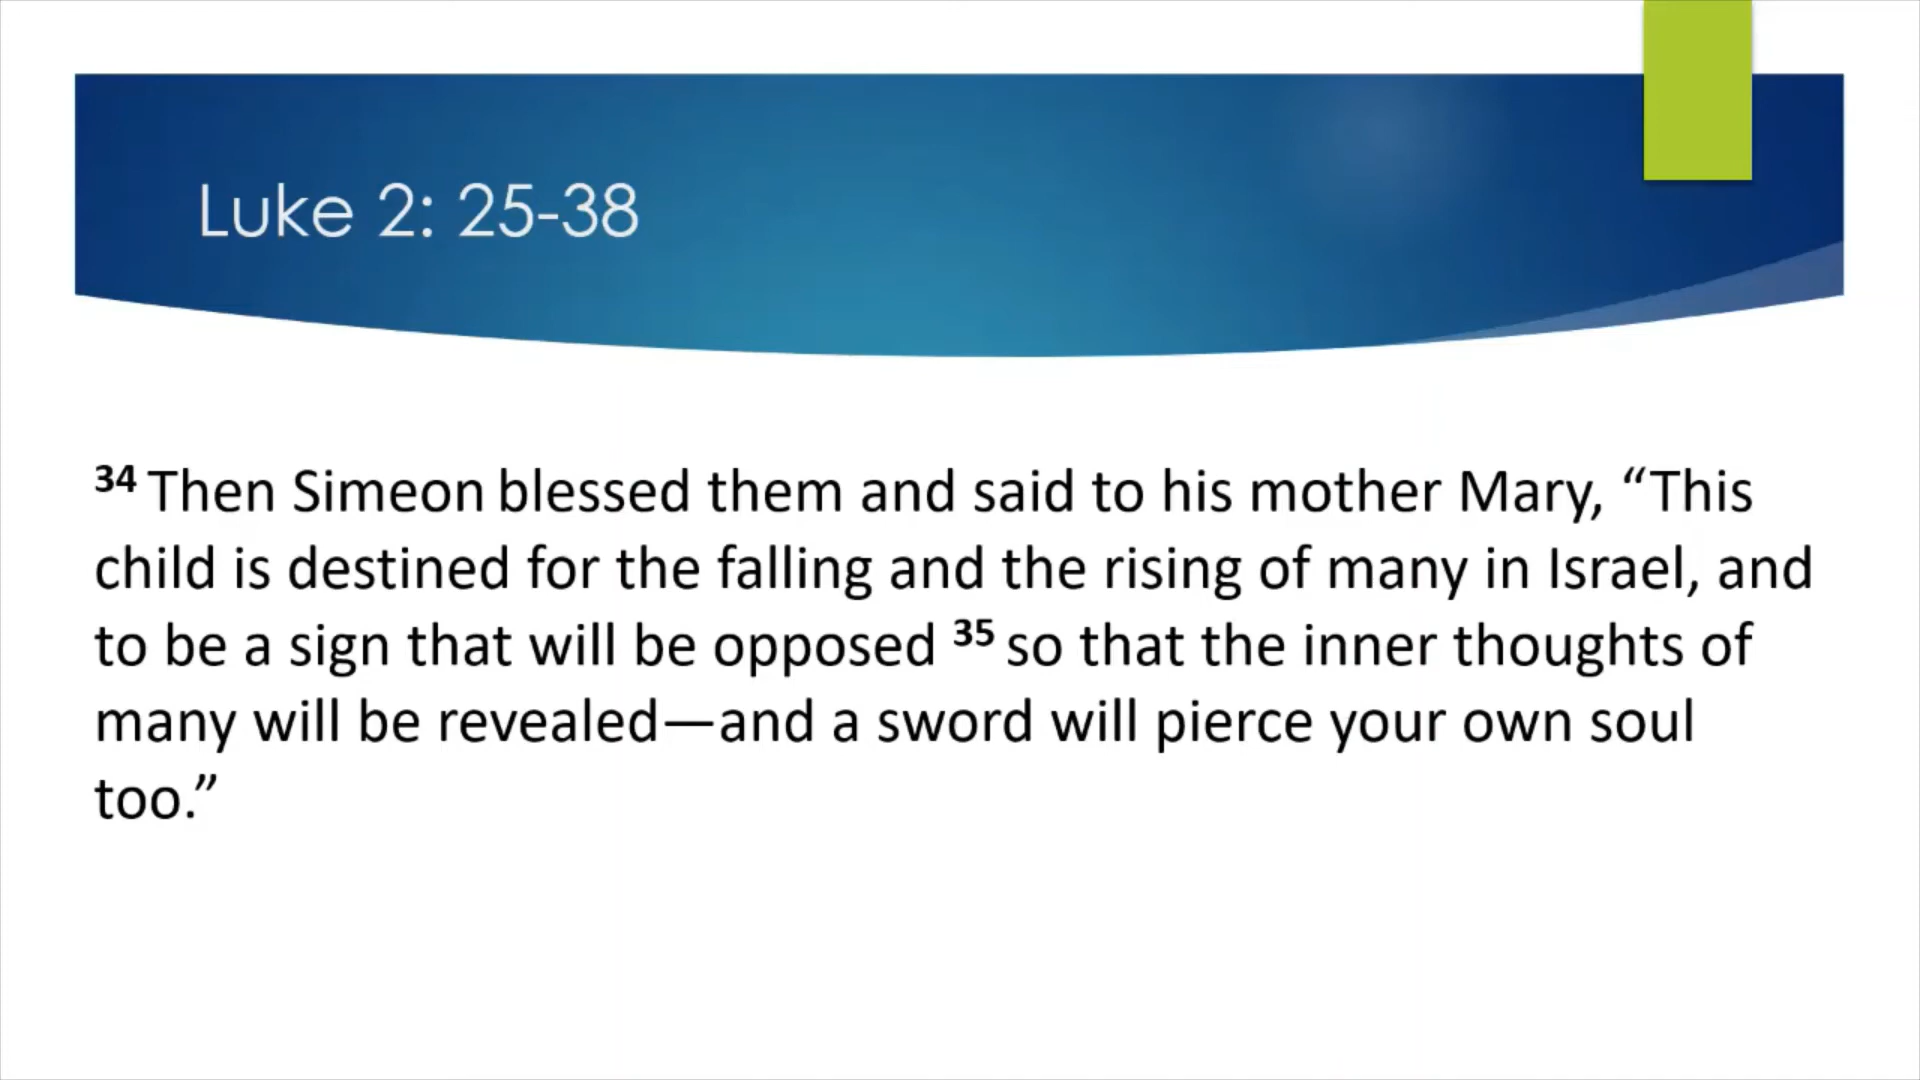 Luke 2: 25-38
34 Then Simeon blessed them and said to his mother Mary, “This
child is destined for the falling and the rising of many in Israel, and
to be a sign that will be opposed 35 so that the inner thoughts of
many will be revealed—and a sword will pierce your own soul
too.”